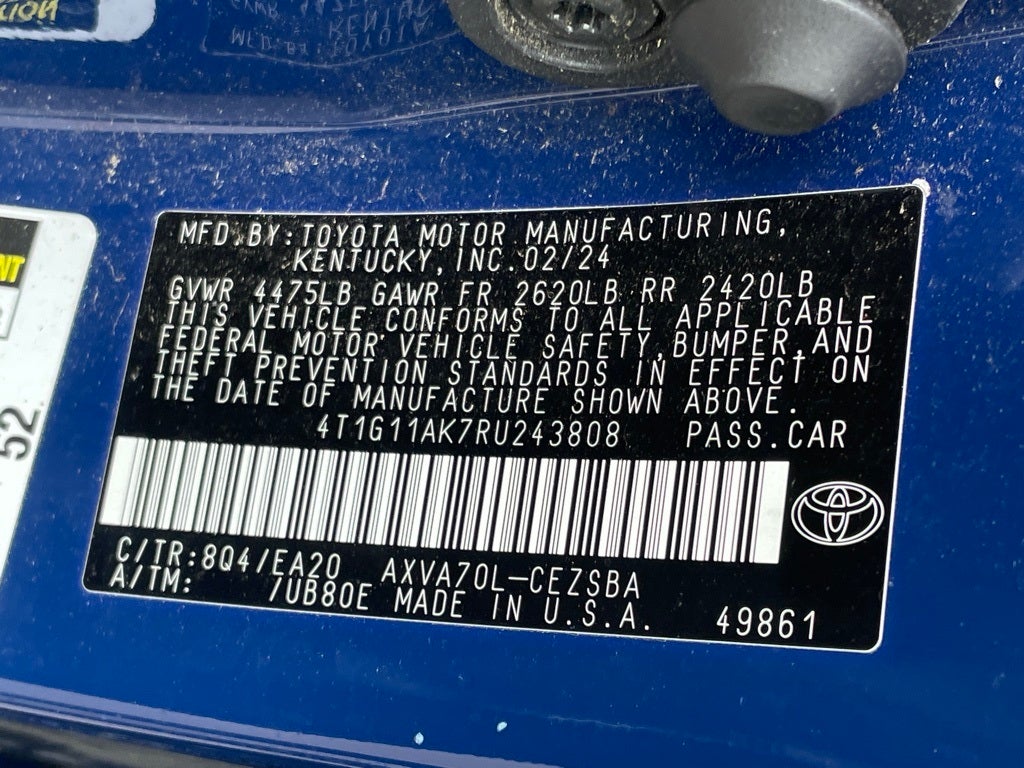 MFD.BY:TOYOTA MOTOR MANUFACTURING,
KENTUCKY,INC.02/24
GVWR 4475LB GAWR FR 2620LB RR 2420LB
THIS VEHICLE CONFORMS TO ALL APPLICABLE
FEDERAL MOTOR VEHICLE SAFETY,BUMPER,AND
THEFT PREVENTION STANDARDS IN EFFECT ON
THE DATE OF MANUFACTURE SHOWN ABOVE.
4T1G11AK7RU243808 PASS.CAR
C/TR:8Q4/EA20 AXVA70L-CEZSBA
A/TM: /UB80E MADE IN U.S.A.
49861
52